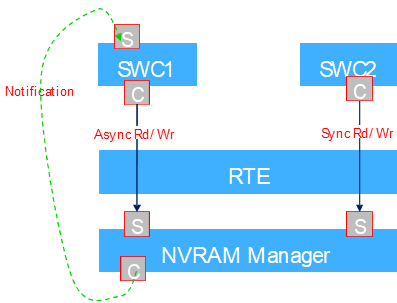 S
SWC1
SWC2
C
C
Notification
Async Rd/ Wr
Sync Rd/ Wr
RTE
S
S
NVRAM Manager
C